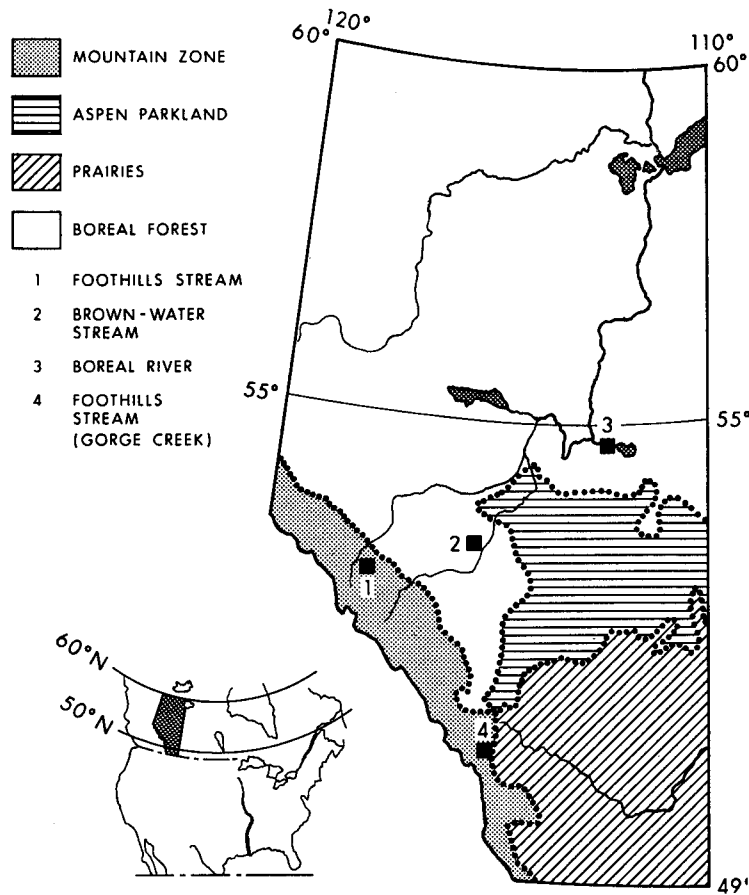 MOUNTAIN ZONE
ASPEN PARKLAND
PRAIRIES
BOREAL FOREST
1 FOOTHILLS STREAM
2 BROWN-WATER
STREAM
3 BOREAL RIVER
4 FOOTHILLS
STREAM
(GORGE CREEK)
120°
60°
110°
60°
55°
55°
3
2
1
4
49°
60°N
50°N